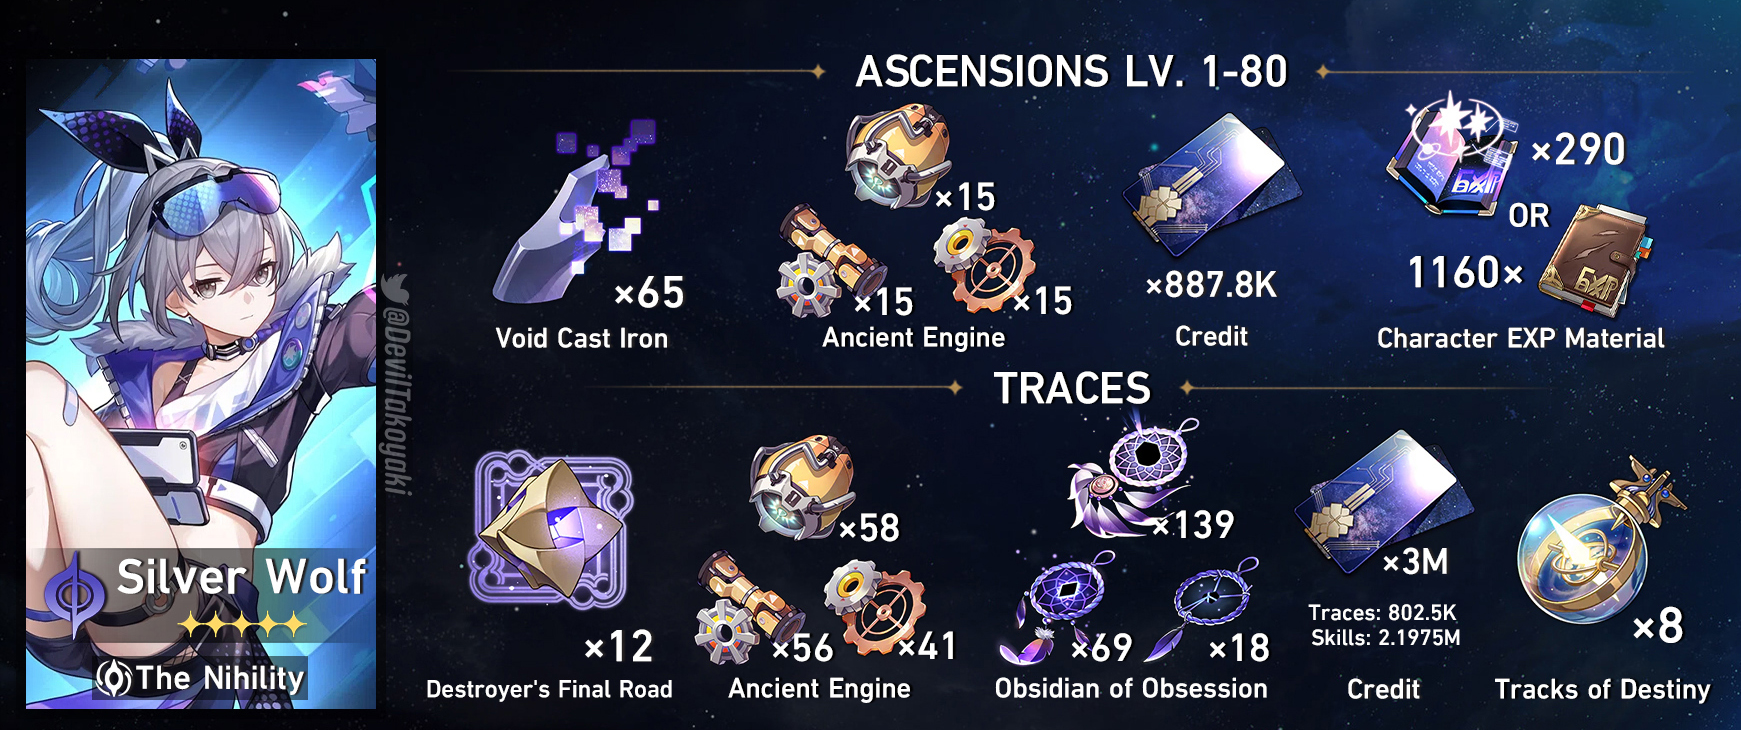 ASCENSIONS LV. 1-80
×65
Void Cast Iron
×15
×15
×15
Ancient Engine
×887.8K
Credit
EXP
×290
OR
1160×
EXP
Character EXP Material
@DevilTakoyaki
TRACES
×12
Destroyer's Final Road
×58
×56
×41
Ancient Engine
×139
×69
×18
Obsidian of Obsession
×3M
Traces: 802.5K
Skills: 2.1975M
Credit
×8
Tracks of Destiny
Silver Wolf
The Nihility